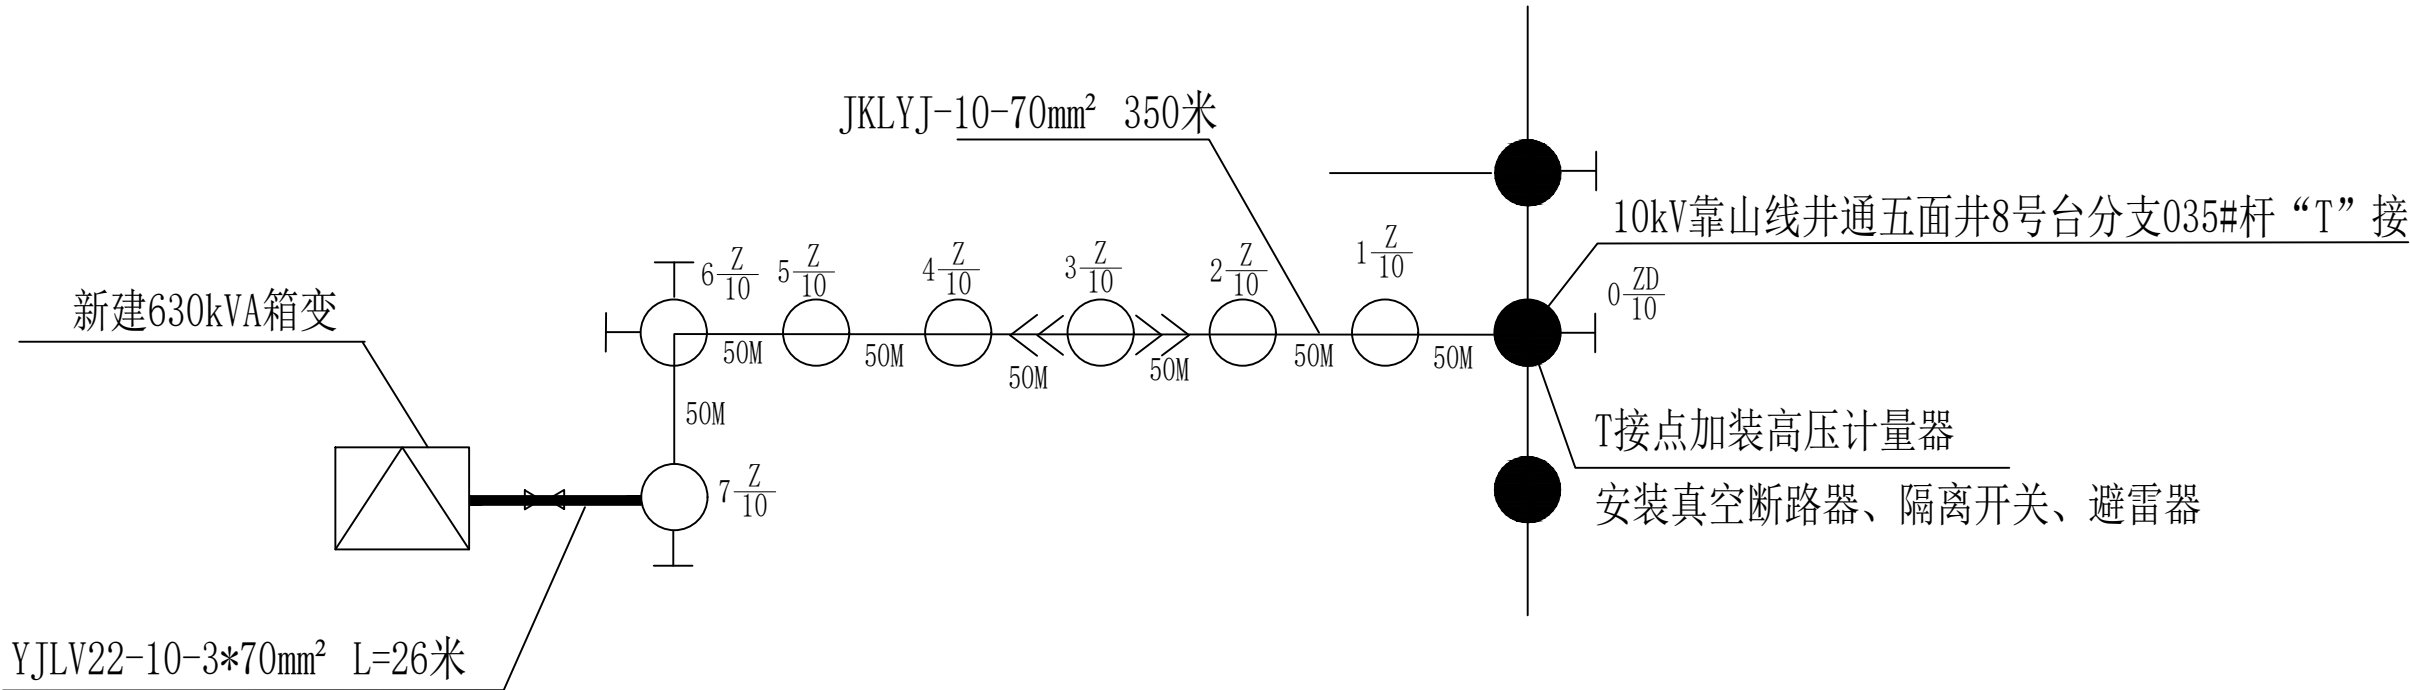 JKLYJ-10-70mm² 350米
10kV靠山线井通五面井8号台分支035#杆“T”接
6 Z/10
5 Z/10
4 Z/10
3 Z/10
2 Z/10
1 Z/10
0 ZD/10
新建630kVA箱变
50M
50M
50M
50M
50M
50M
50M
T接点加装高压计量器
7 Z/10
安装真空断路器、隔离开关、避雷器
YJLV22-10-3*70mm² L=26米